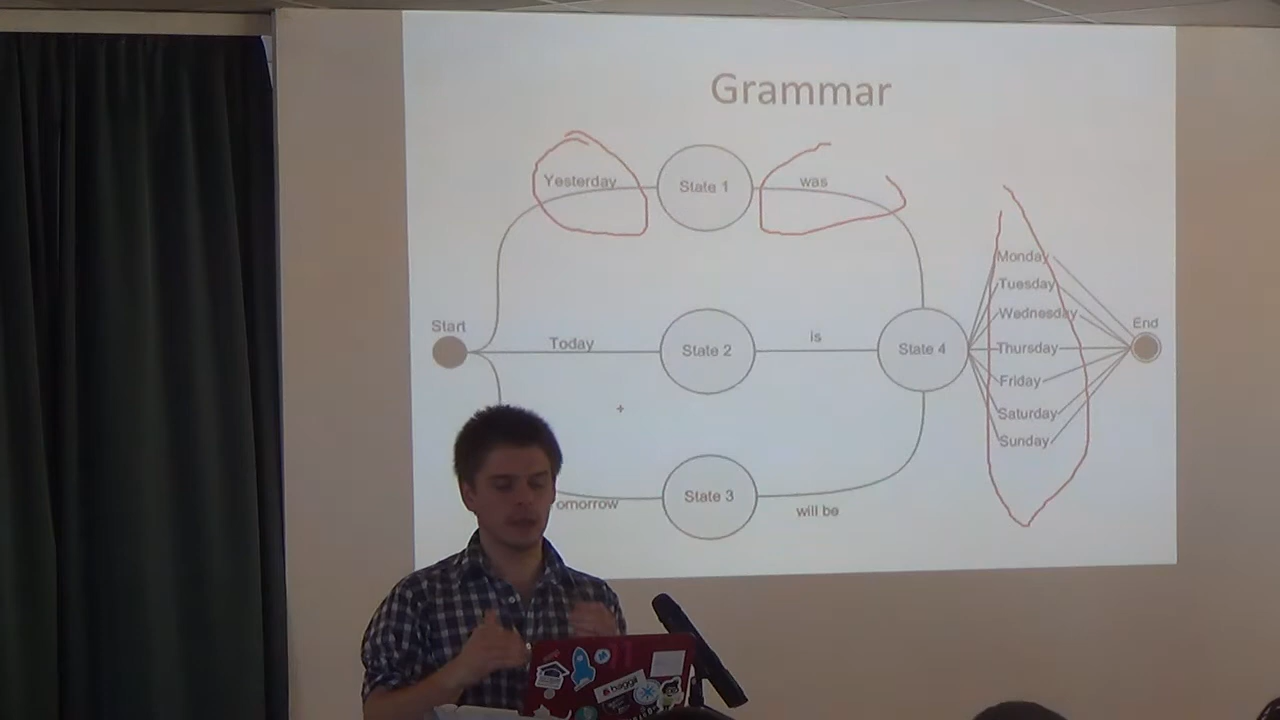 Grammar
Yesterday
State 1
was
Monday
Tuesday
Wednesday
Start
End
Today
State 2
is
State 4
Thursday
Friday
Saturday
Sunday
omorrow
State 3
will be